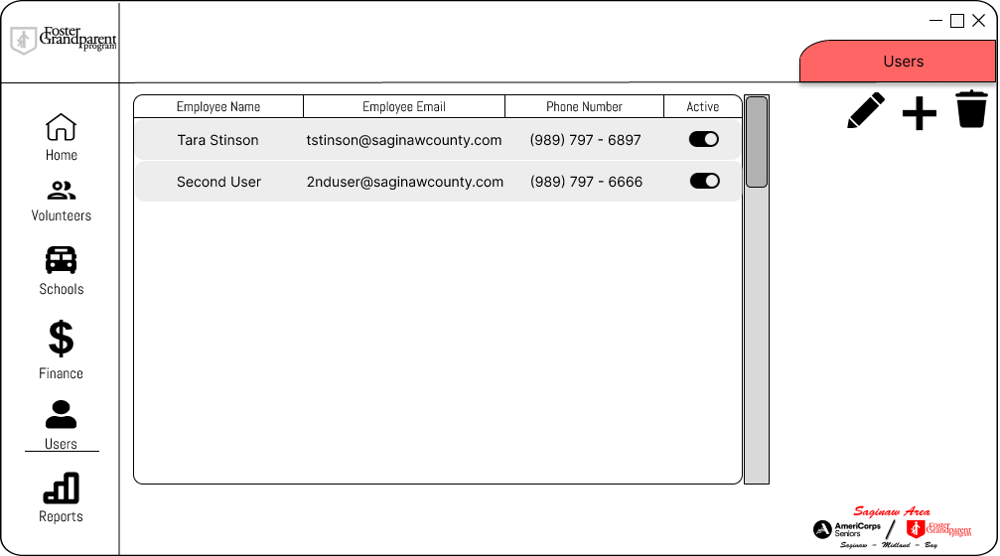 Foster
Grandparent
program
Users
Employee Name Employee Email Phone Number Active
Tara Stinson tstinson@saginawcounty.com (989) 797 - 6897
Second User 2nduser@saginawcounty.com (989) 797 - 6666
Home
Volunteers
Schools
Finance
Users
Reports
Saginaw Area
AmeriCorps
Seniors
Foster
Grandparent
program
Saginaw - Midland - Bay